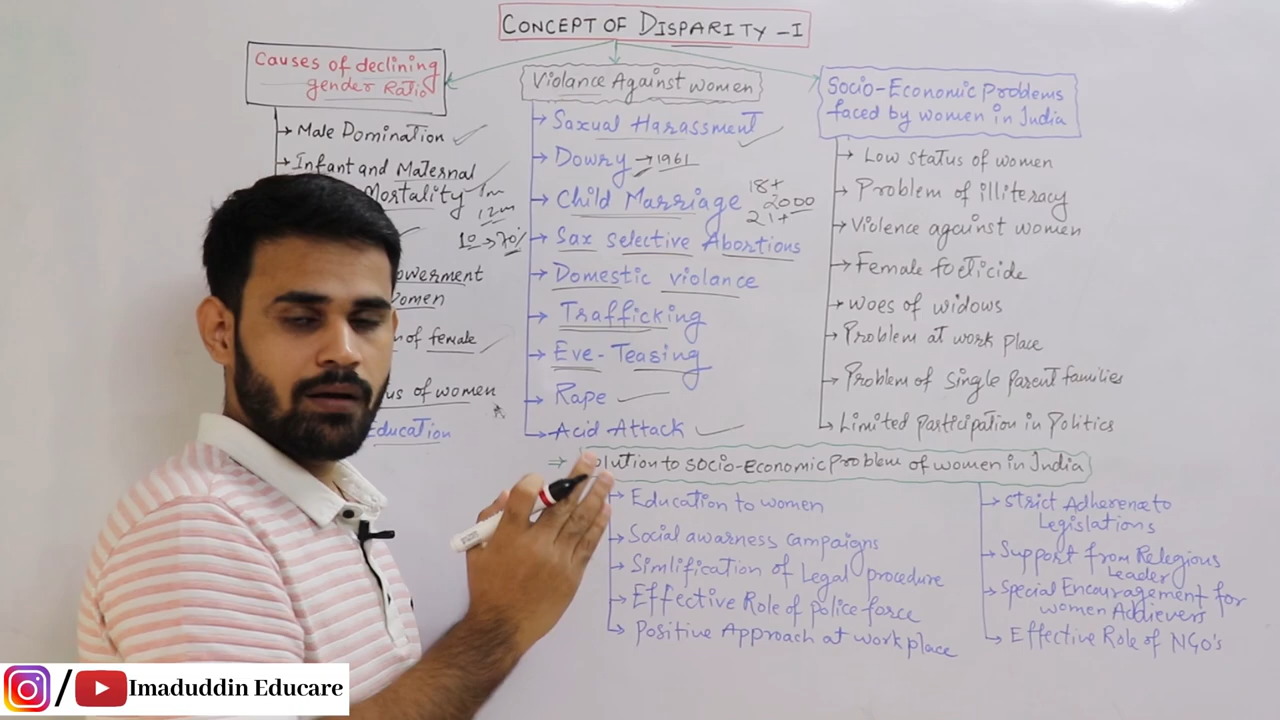 CONCEPT OF DISPARITY - I
Causes of declining
gender Ratio
→ Male Domination
→ Infant and Maternal
Mortality
1m
12m
10 → 70%
women
of female
of women
Education
Violance Against women
→ Saxual Harassment
→ Dowry → 1961
→ Child Marriage
18+
2000
21+
→ Sax selective Abortions
→ Domestic violance
→ Trafficking
→ Eve-Teasing
→ Rape
→ Acid Attack
Socio-Economic Problems
faced by women in India
→ Low status of women
→ Problem of illiteracy
→ Violence against women
→ Female foeticide
→ woes of widows
→ Problem at work place
→ Problem of Single parent families
→ Limited participation in Politics
⇒ to socio-Economic Problem of women in India
→ Education to women
→ Social awarness campaigns
→ Simlification of Legal procedure
→ Effective Role of police force
→ Positive Approach at work place
→ strict Adherence to
Legislations
→ Support from Relegious
Leader
→ Special Encouragement for
women Achievers
→ Effective Role of NGO's
/ Imaduddin Educare